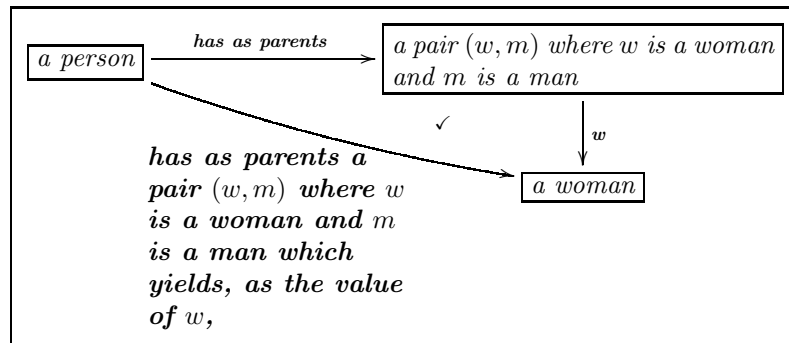 has as parents
a person
a pair (w, m) where w is a woman
and m is a man
✓
w
has as parents a
pair (w, m) where w
is a woman and m
is a man which
yields, as the value
of w,
a woman